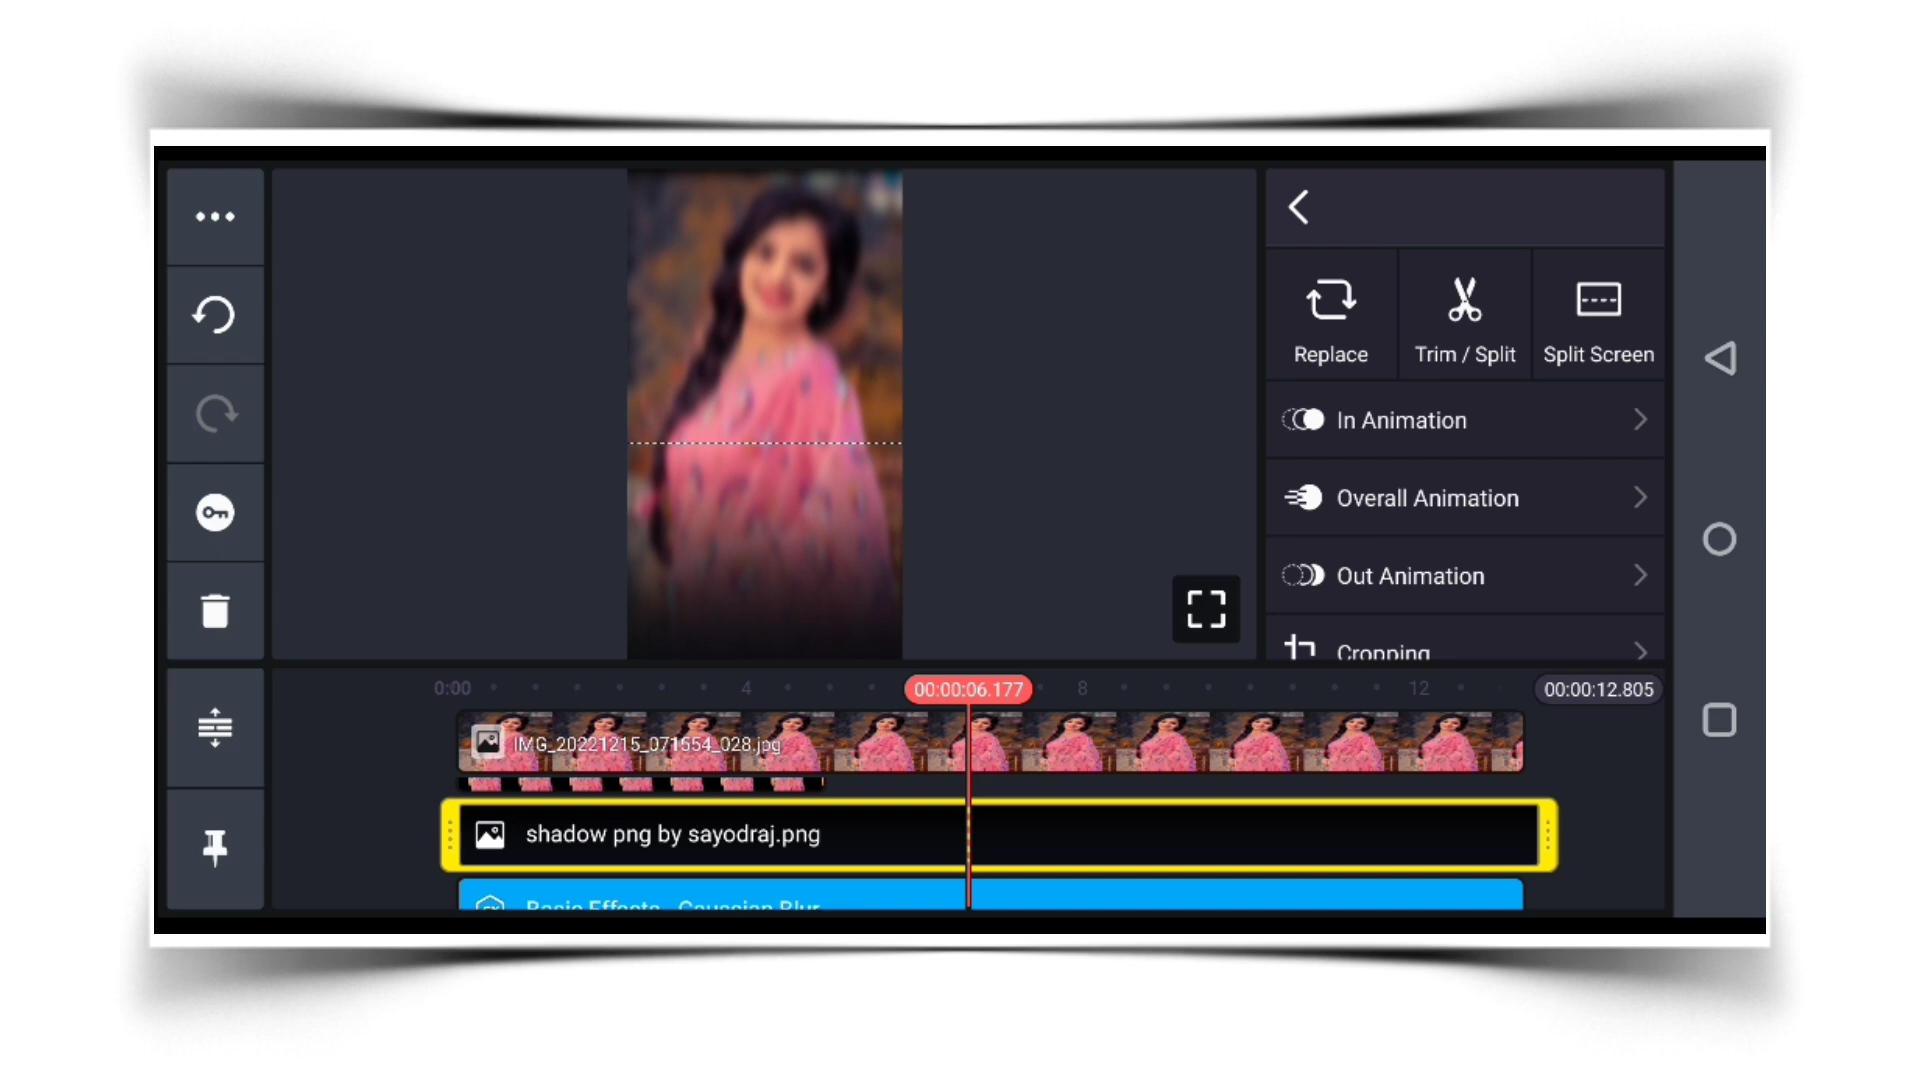 Replace
Trim / Split
Split Screen
In Animation
Overall Animation
Out Animation
Cropping
0:00
4
00:00:06.177
8
12
00:00:12.805
IMG_20221215_071554_028.jpg
shadow png by sayodraj.png
Basic Effects - Gaussian Blur